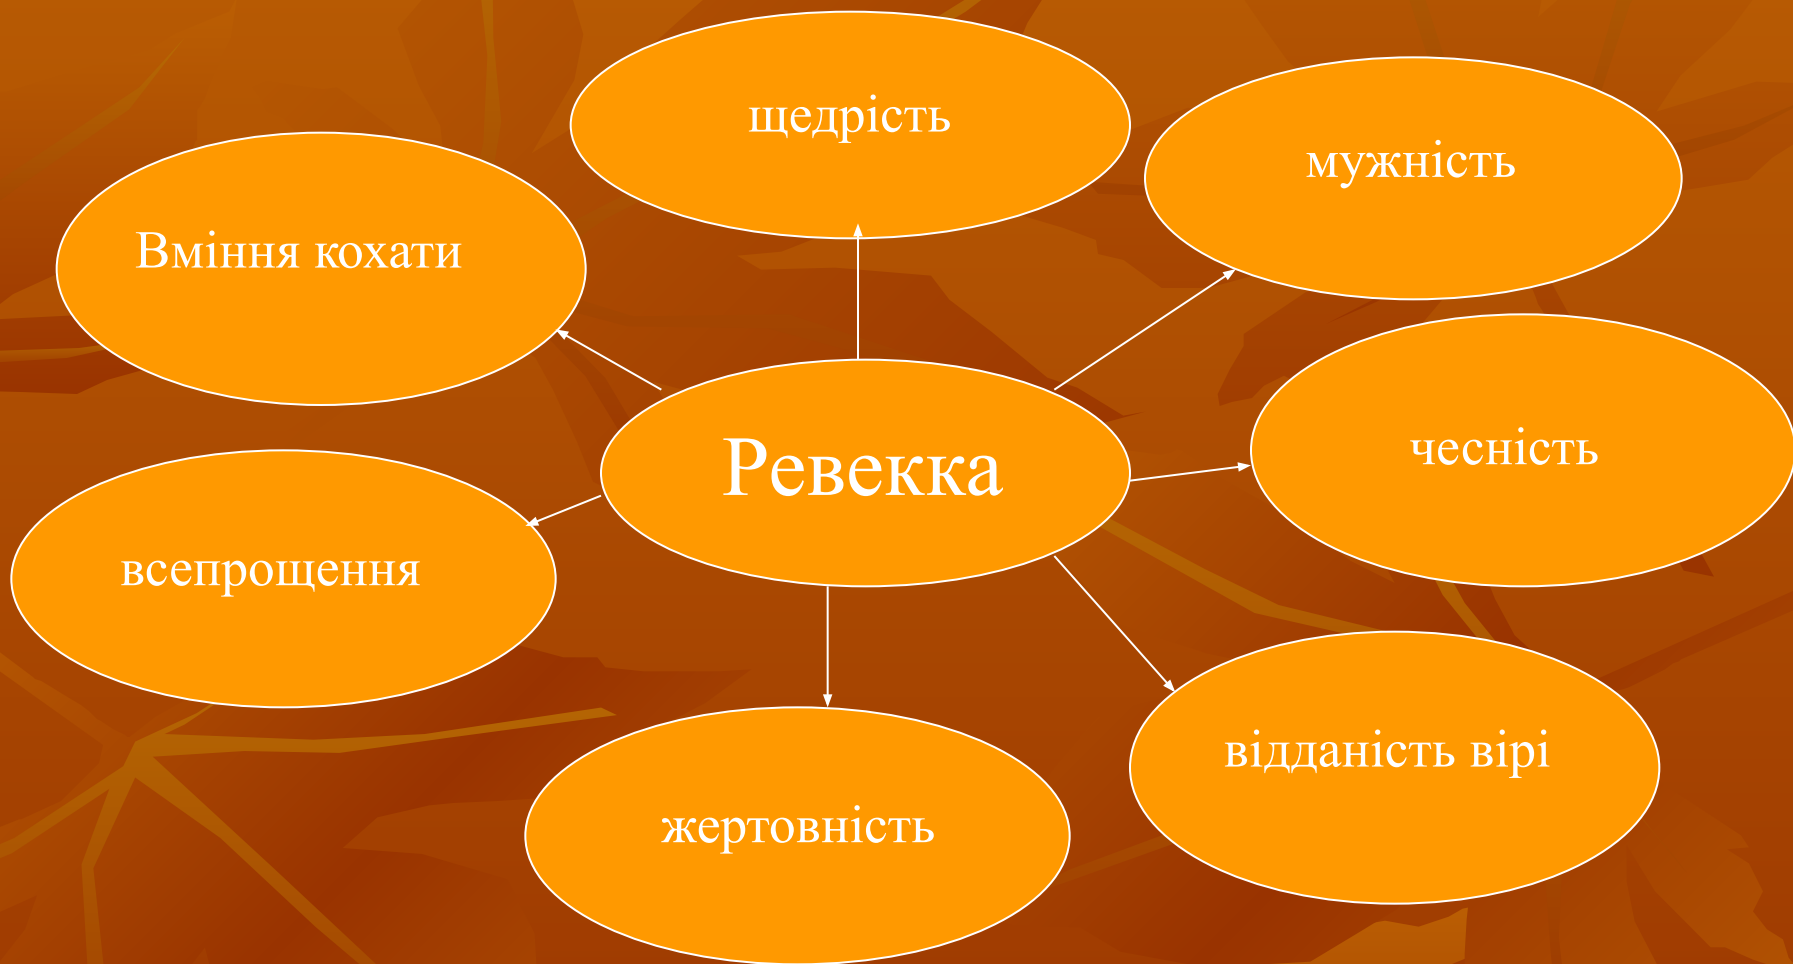 щедрість
мужність
Вміння кохати
Ревекка
чесність
всепрощення
відданість вірі
жертовність